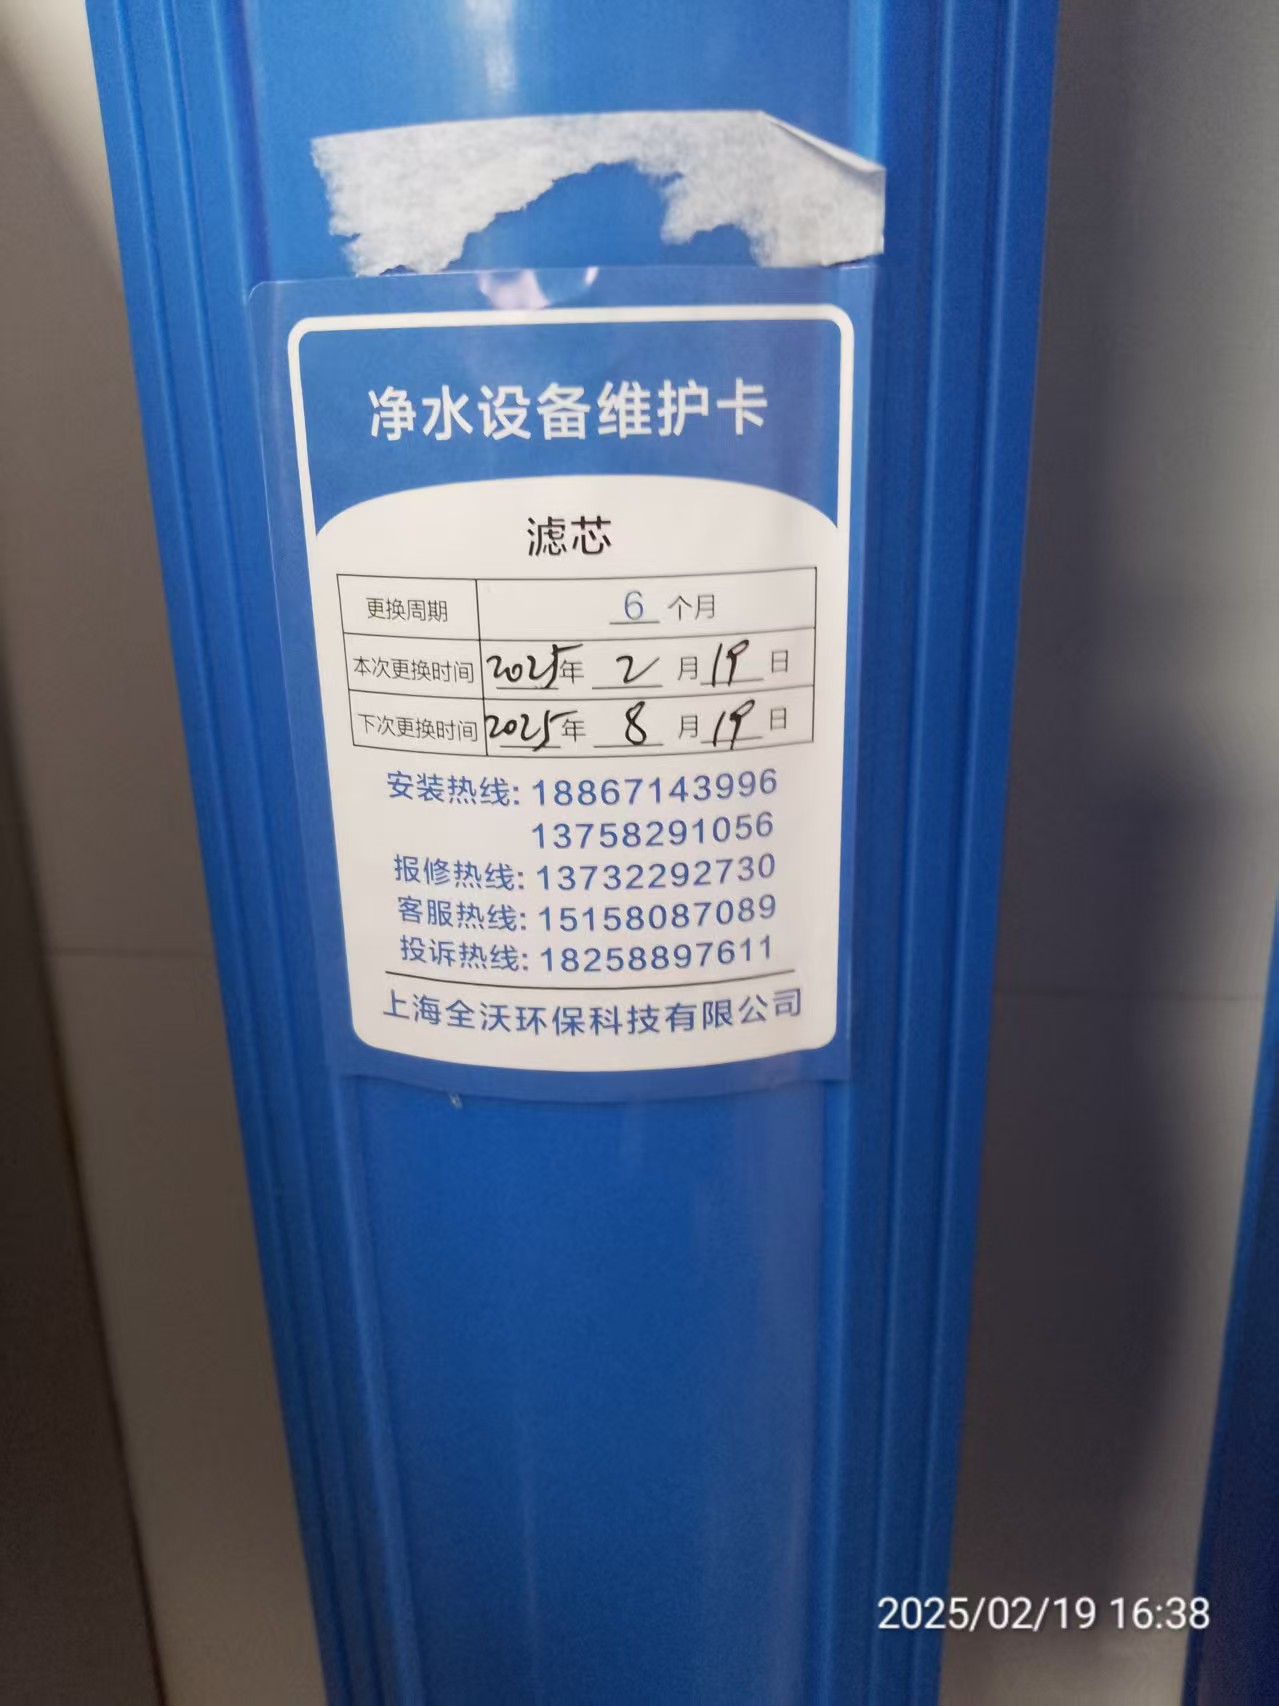 净水设备维护卡
滤芯
更换周期 6 个月
本次更换时间 2025年 2 月 19 日
下次更换时间 2025年 8 月 19 日
安装热线: 18867143996
13758291056
报修热线: 13732292730
客服热线: 15158087089
投诉热线: 18258897611
上海全沃环保科技有限公司
2025/02/19 16:38